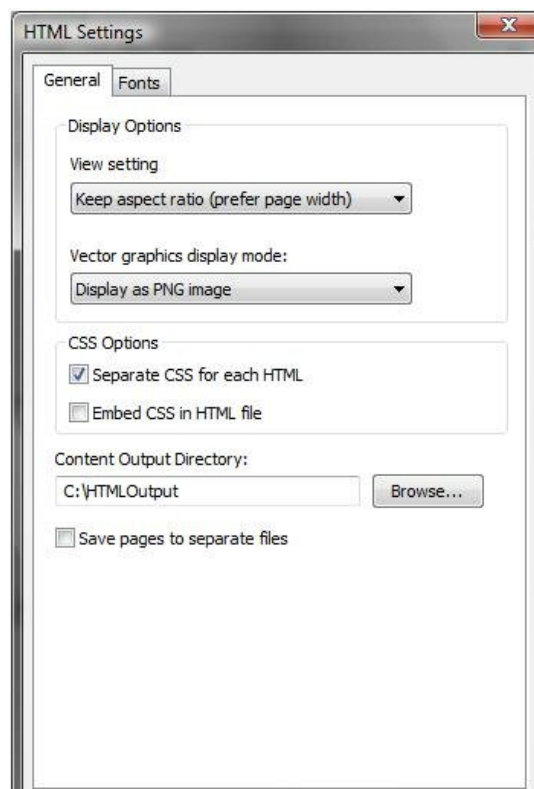 HTML Settings
General
Fonts
Display Options
View setting
Keep aspect ratio (prefer page width)
Vector graphics display mode:
Display as PNG image
CSS Options
Separate CSS for each HTML
Embed CSS in HTML file
Content Output Directory:
C:\HTMLOutput
Browse...
Save pages to separate files